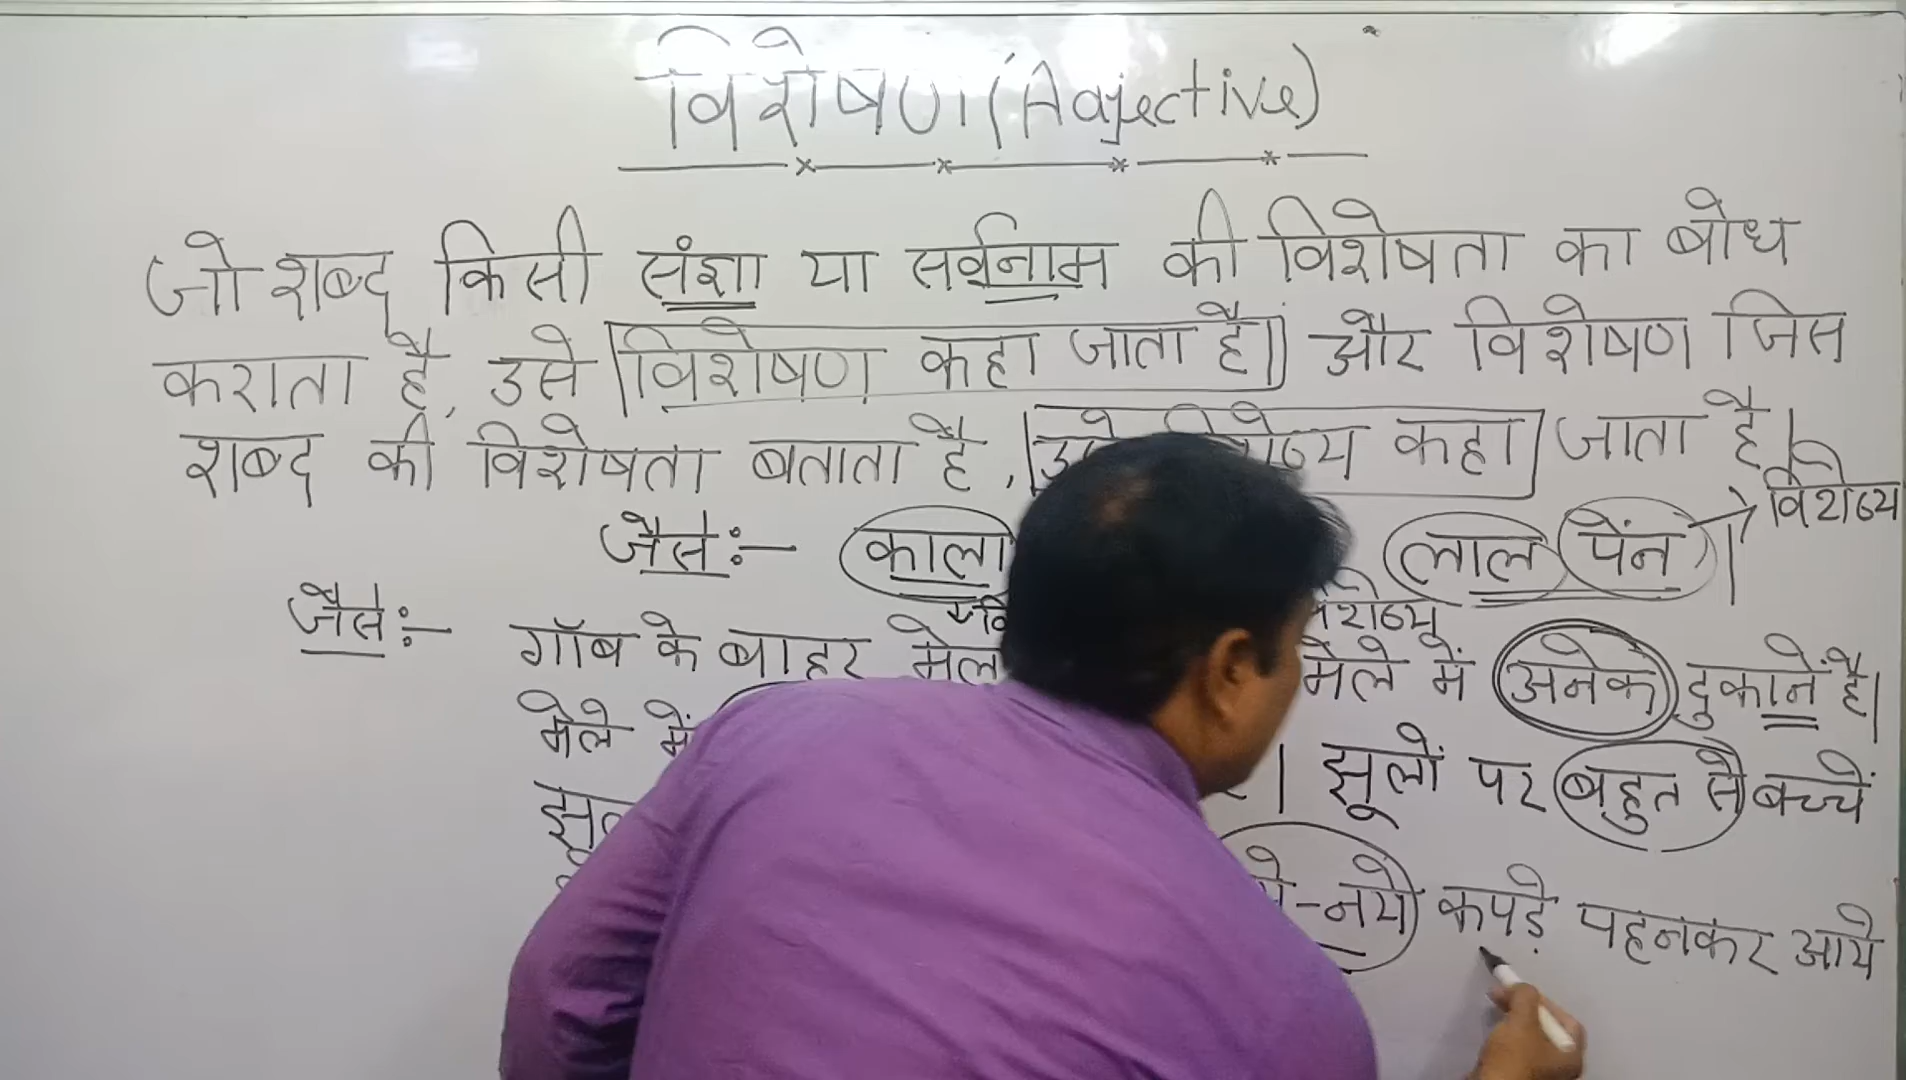 विशेषण (Adjective)
जो शब्द किसी संज्ञा या सर्वनाम की विशेषता का बोध
कराता है, उसे विशेषण कहा जाता है। और विशेषण जिस
शब्द की विशेषता बताता है, कहा जाता है।
विशेष्य
जैसे:- काला लाल पेंन ।
जैसे:- गॉंव के बाहर मेले में अनेक दुकानें है।
मेले में । झूलों पर बहुत से बच्चें
नये कपड़े पहनकर आये